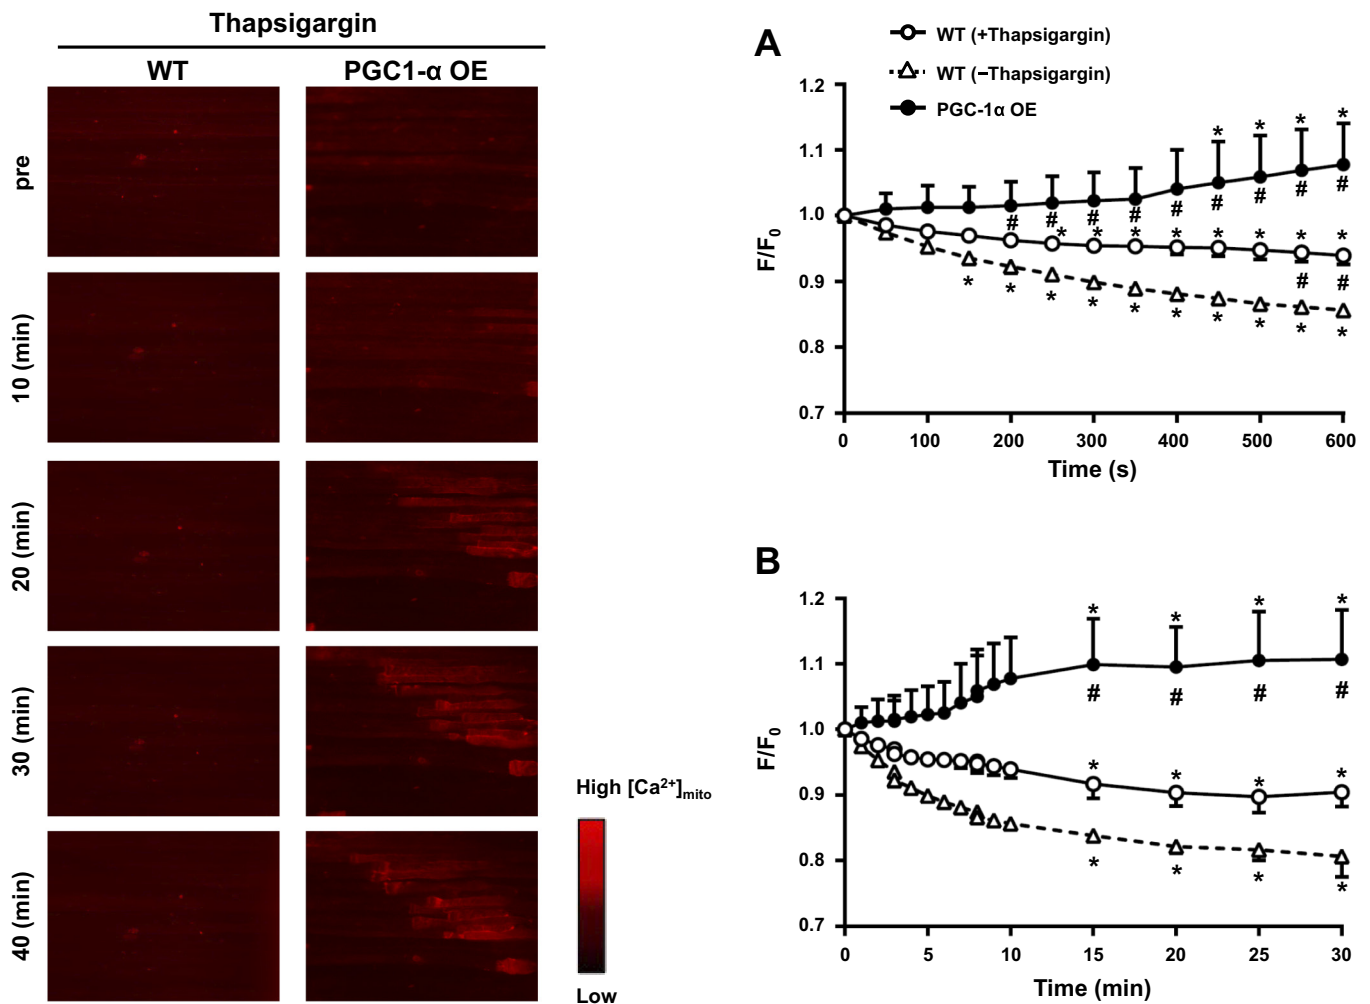 Thapsigargin
WT
PGC1-α OE
pre
10 (min)
20 (min)
30 (min)
40 (min)
High [Ca²⁺]mito
Low
A
WT (+Thapsigargin)
WT (−Thapsigargin)
PGC-1α OE
1.2
1.1
1.0
0.9
0.8
0.7
F/F₀
* * * *
# # # # # # # # #
* * * * * * * *
# #
* * * * * * * * * *
0 100 200 300 400 500 600
Time (s)
B
1.2
1.1
1.0
0.9
0.8
0.7
F/F₀
* * * *
# # # #
* * * *
* * * *
0 5 10 15 20 25 30
Time (min)